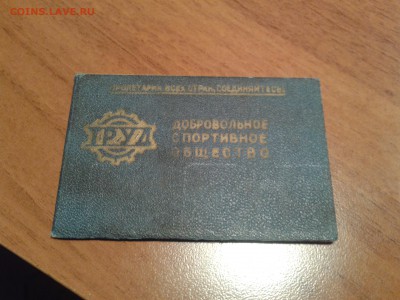 COINS.LAVE.RU
ПРОЛЕТАРИИ ВСЕХ СТРАН, СОЕДИНЯЙТЕСЬ!
ТРУД
ДОБРОВОЛЬНОЕ
СПОРТИВНОЕ
ОБЩЕСТВО